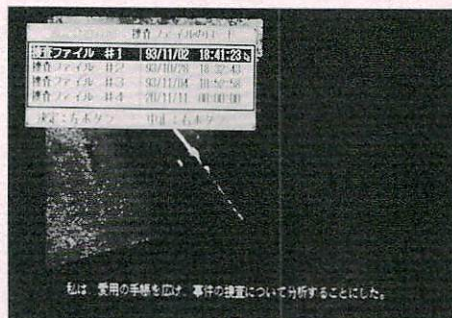 捜査ファイルのロード
捜査ファイル #1 93/11/02 18:41:23
捜査ファイル #2 93/10/28 18:32:43
捜査ファイル #3 93/11/04 18:52:58
捜査ファイル #4 20/11/11 00:00:00
決定：左ボタン 中止：右ボタン
私は、愛用の手帳を広げ、事件の捜査について分析することにした。